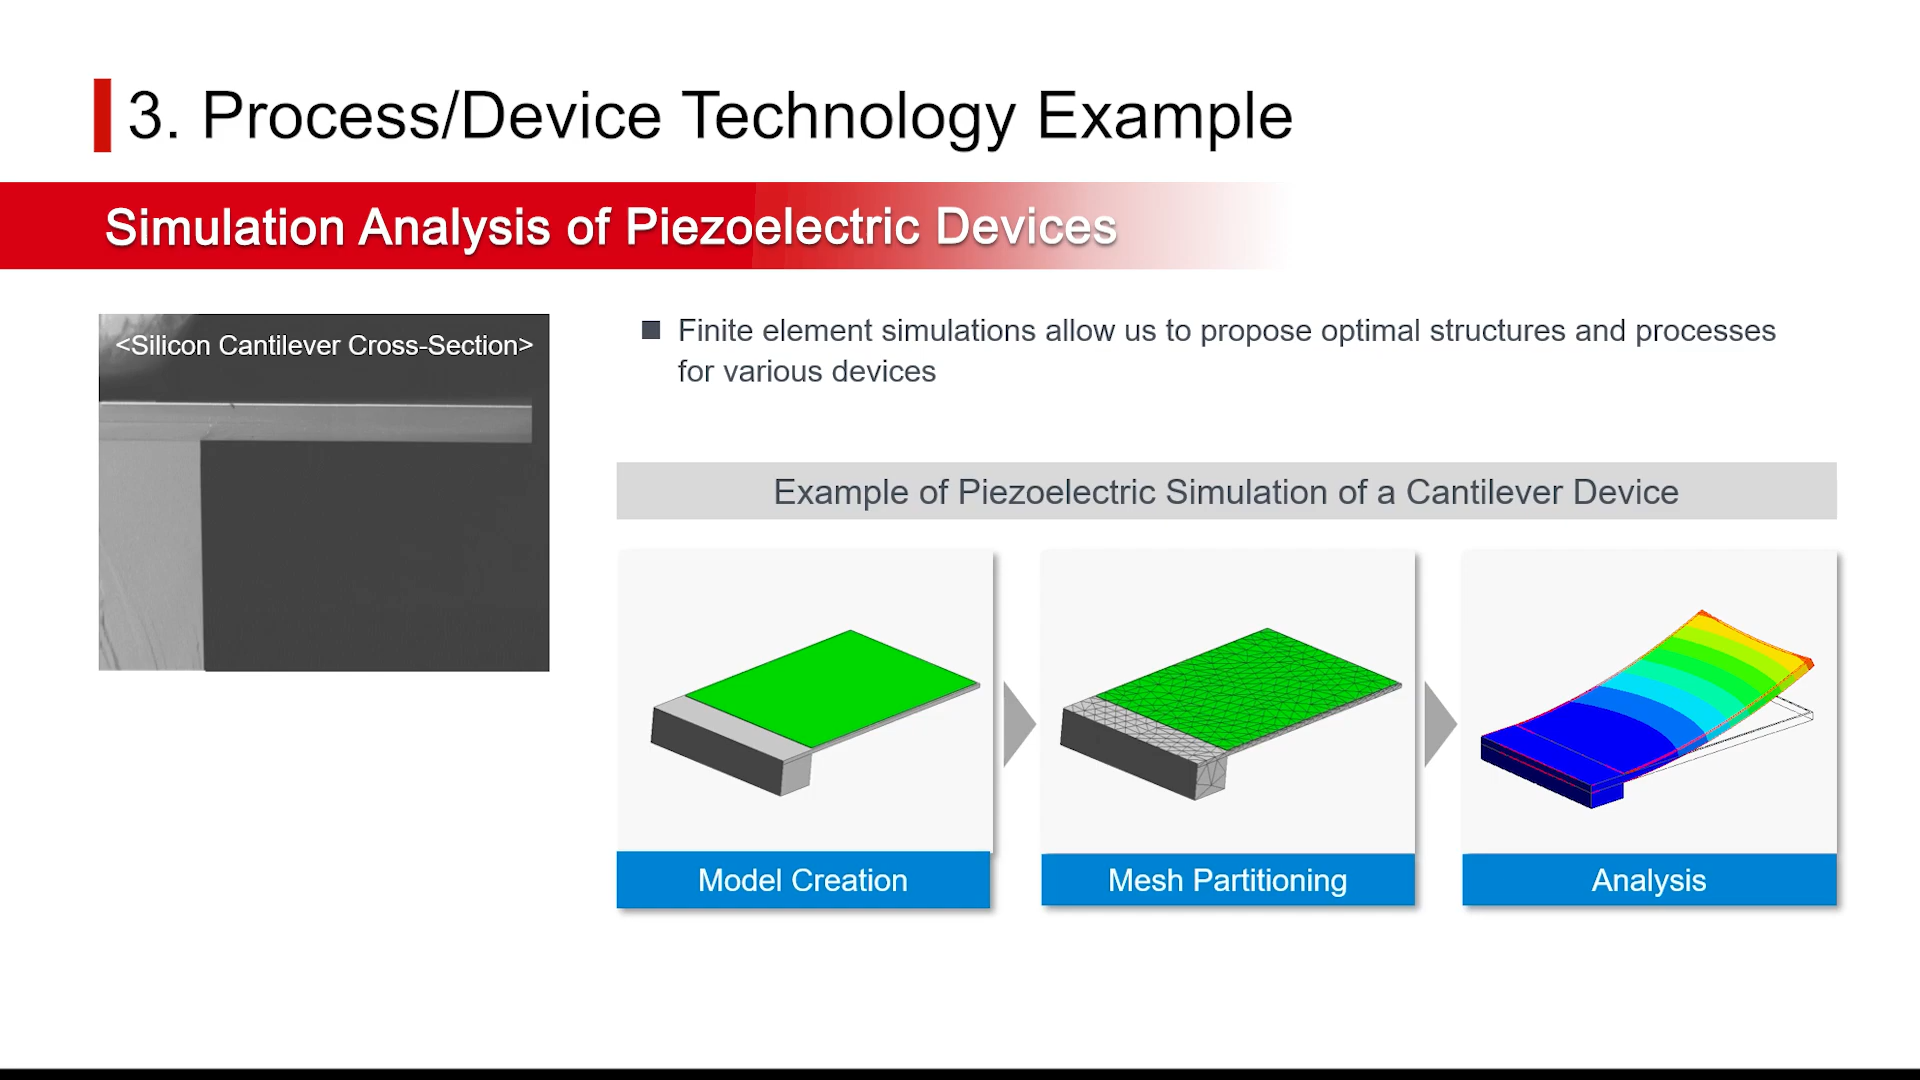 3. Process/Device Technology Example
Simulation Analysis of Piezoelectric Devices
<Silicon Cantilever Cross-Section>
■ Finite element simulations allow us to propose optimal structures and processes
for various devices
Example of Piezoelectric Simulation of a Cantilever Device
Model Creation
Mesh Partitioning
Analysis